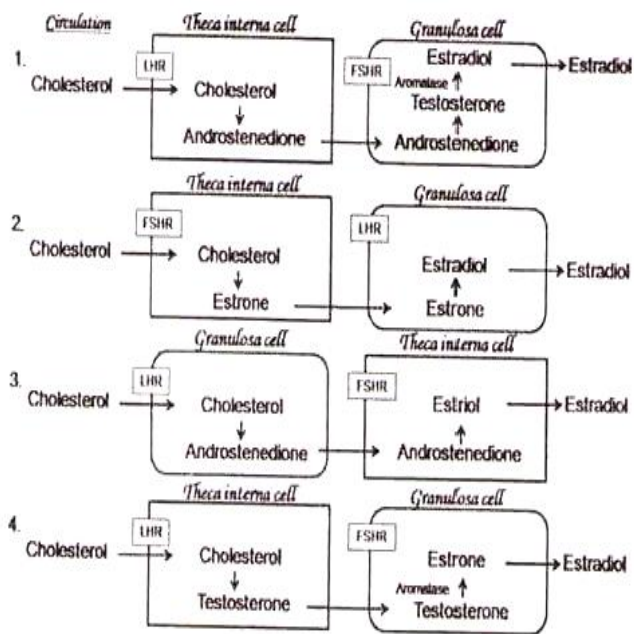 Circulation
Theca interna cell
Granulosa cell
1.
LHR
FSHR
Cholesterol
Cholesterol
Androstenedione
Estradiol
Aromatase
Testosterone
Androstenedione
Estradiol
Theca interna cell
Granulosa cell
2.
FSHR
LHR
Cholesterol
Cholesterol
Estrone
Estradiol
Estrone
Estradiol
Granulosa cell
Theca interna cell
3.
LHR
FSHR
Cholesterol
Cholesterol
Androstenedione
Estriol
Androstenedione
Estradiol
Theca interna cell
Granulosa cell
4.
LHR
FSHR
Cholesterol
Cholesterol
Testosterone
Estrone
Aromatase
Testosterone
Estradiol